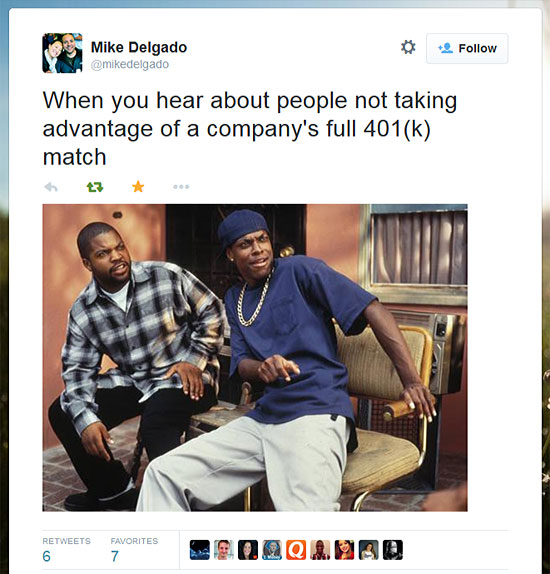 Mike Delgado
@mikedelgado
Follow
When you hear about people not taking
advantage of a company's full 401(k)
match
RETWEETS
FAVORITES
6
7